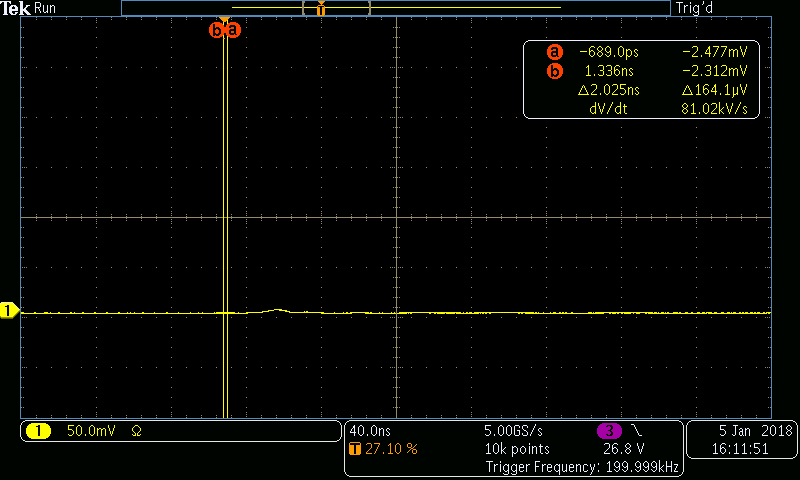 Tek Run Trig'd
T
b a
a -689.0ps -2.477mV
b 1.336ns -2.312mV
Δ2.025ns Δ164.1µV
dV/dt 81.02kV/s
1
1 50.0mV Ω
40.0ns 5.00GS/s 3 \
T 27.10 % 10k points 26.8 V
Trigger Frequency: 199.999kHz
5 Jan 2018
16:11:51